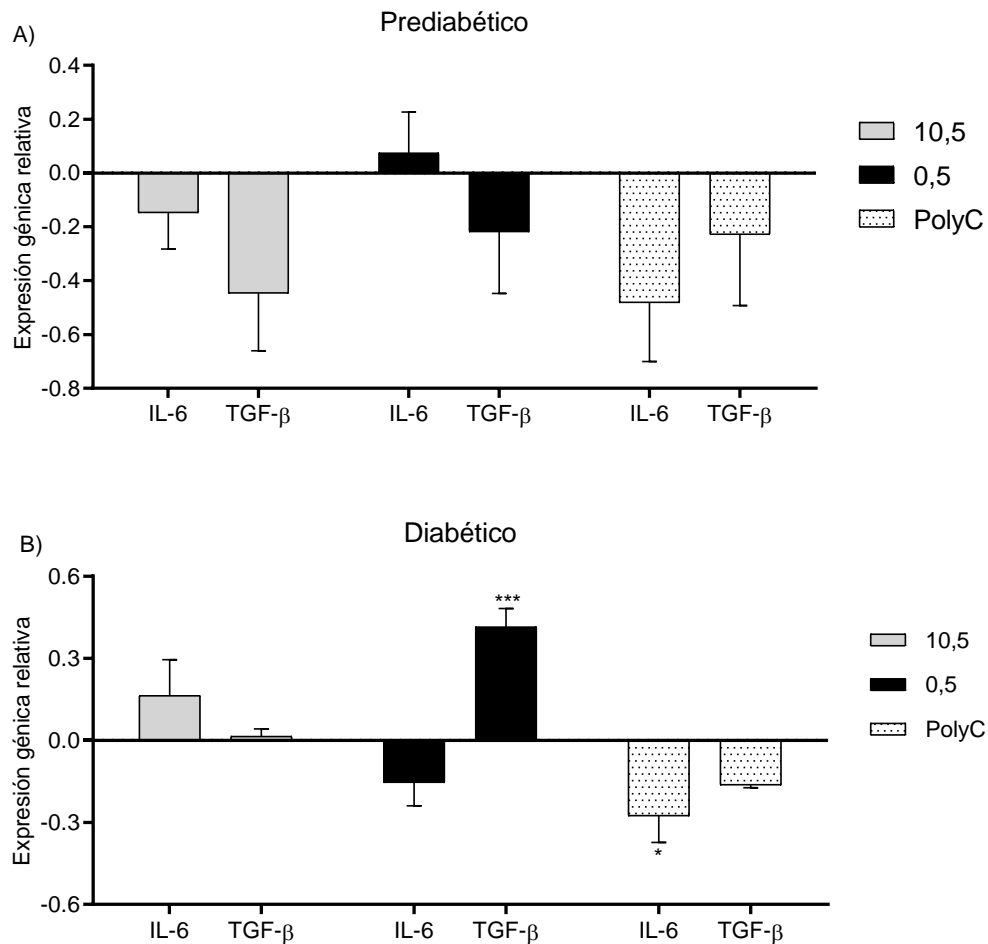 A)
Prediabético
Expresión génica relativa
0.4
0.2
0.0
-0.2
-0.4
-0.6
-0.8
IL-6 TGF-β IL-6 TGF-β IL-6 TGF-β
10,5
0,5
PolyC
B)
Diabético
Expresión génica relativa
0.6
0.3
0.0
-0.3
-0.6
***
*
IL-6 TGF-β IL-6 TGF-β IL-6 TGF-β
10,5
0,5
PolyC